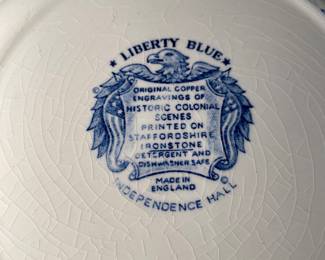 ★ LIBERTY BLUE ★
ORIGINAL COPPER
ENGRAVINGS OF
HISTORIC COLONIAL
SCENES
PRINTED ON
STAFFORDSHIRE
IRONSTONE
DETERGENT AND
DISHWASHER SAFE
MADE IN
ENGLAND
INDEPENDENCE HALL ©